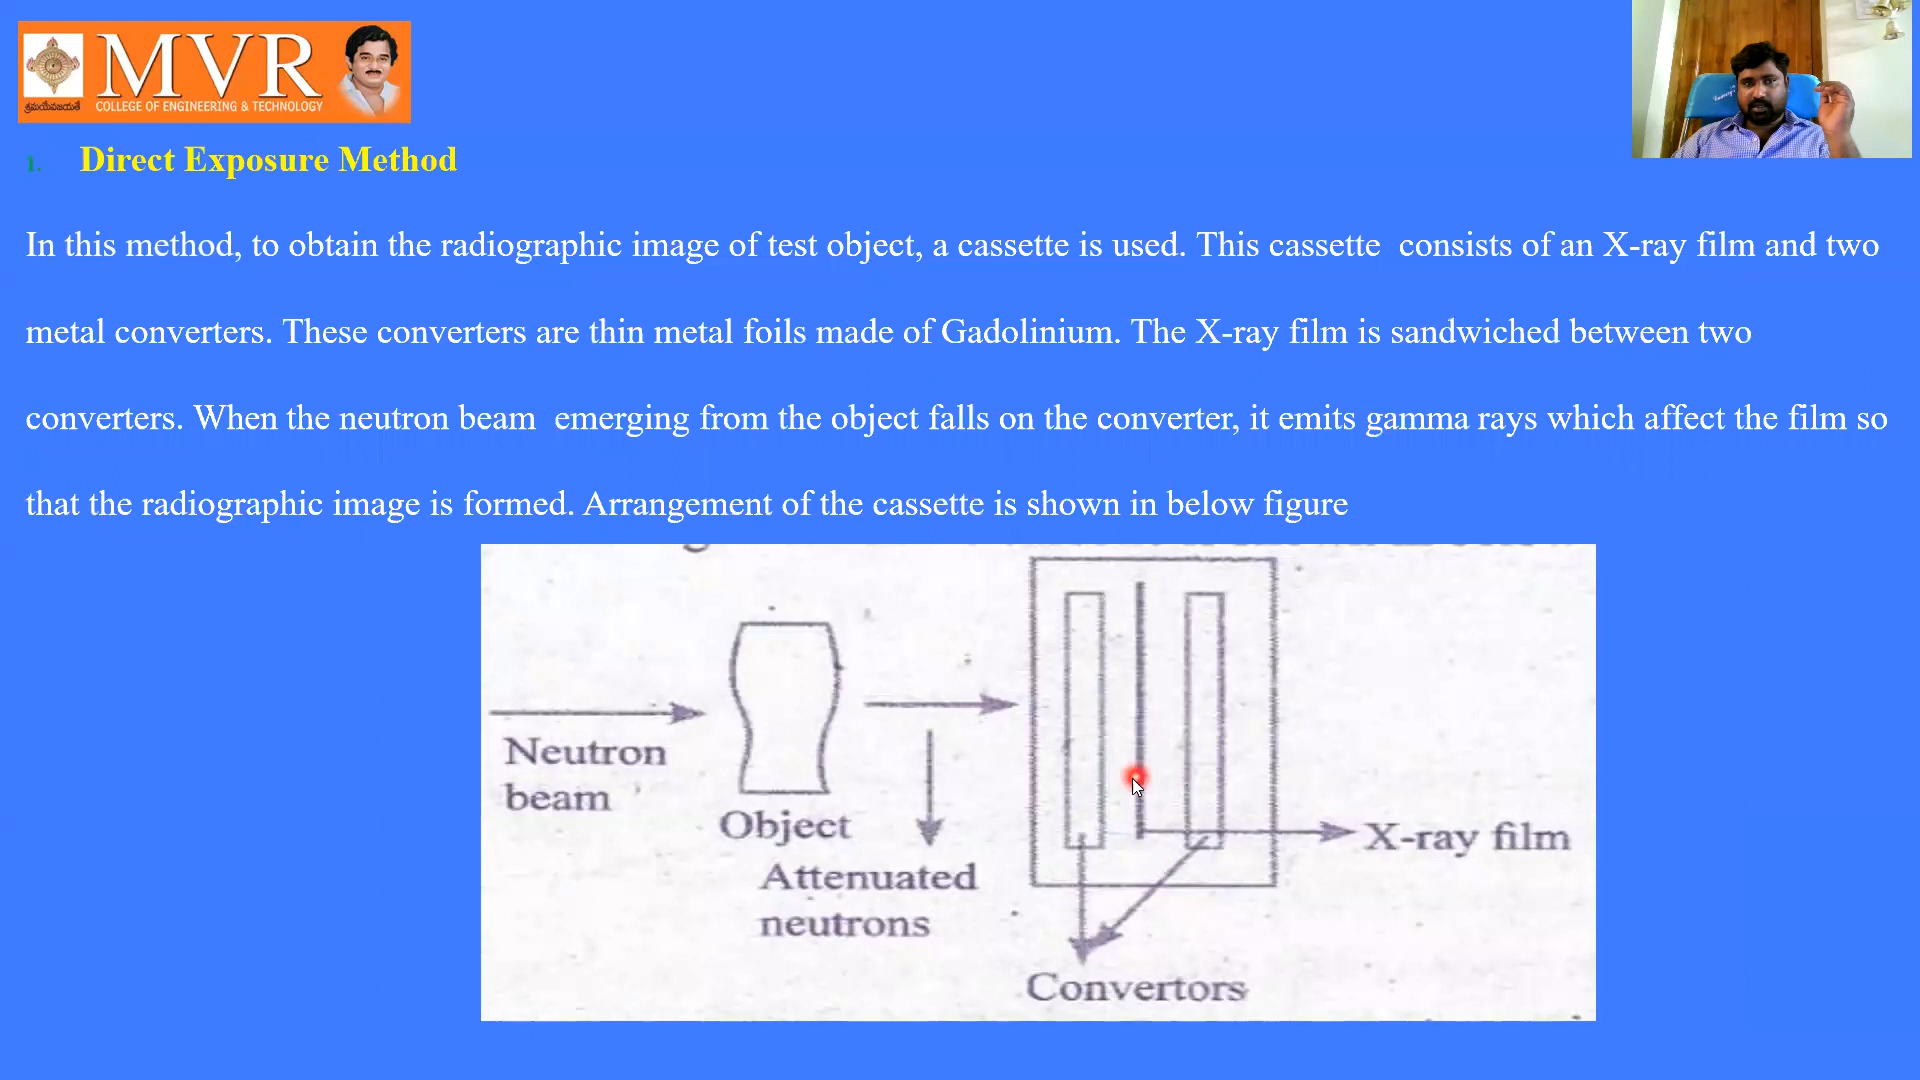 MVR
COLLEGE OF ENGINEERING & TECHNOLOGY
శ్రమయేవజయతే
1. Direct Exposure Method
In this method, to obtain the radiographic image of test object, a cassette is used. This cassette consists of an X-ray film and two
metal converters. These converters are thin metal foils made of Gadolinium. The X-ray film is sandwiched between two
converters. When the neutron beam emerging from the object falls on the converter, it emits gamma rays which affect the film so
that the radiographic image is formed. Arrangement of the cassette is shown in below figure
Neutron
beam
Object
Attenuated
neutrons
X-ray film
Convertors